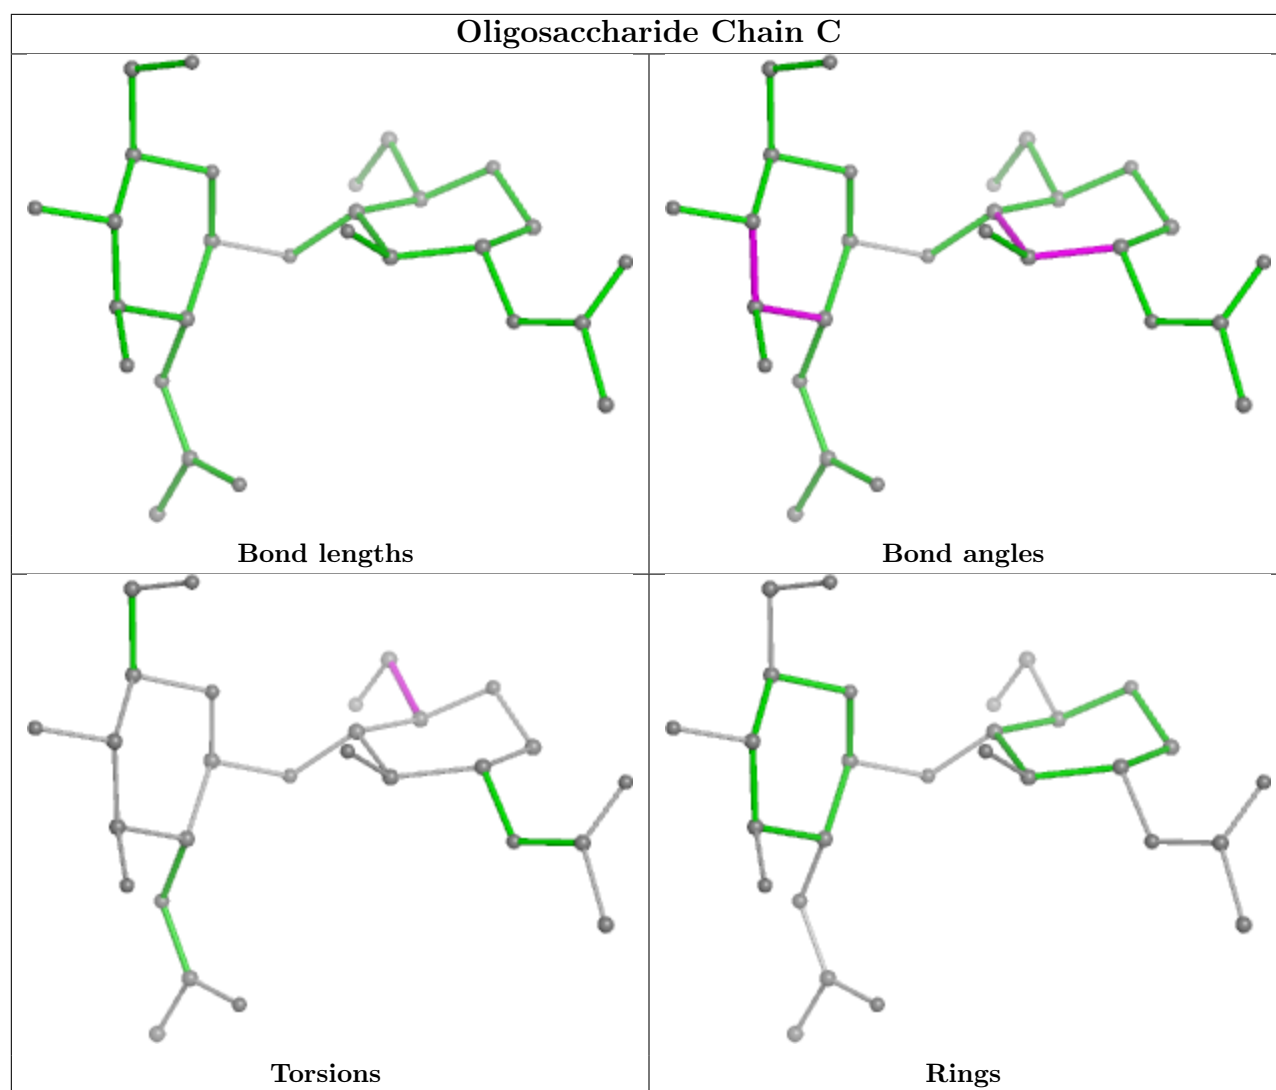 Oligosaccharide Chain C
Bond lengths
Bond angles
Torsions
Rings